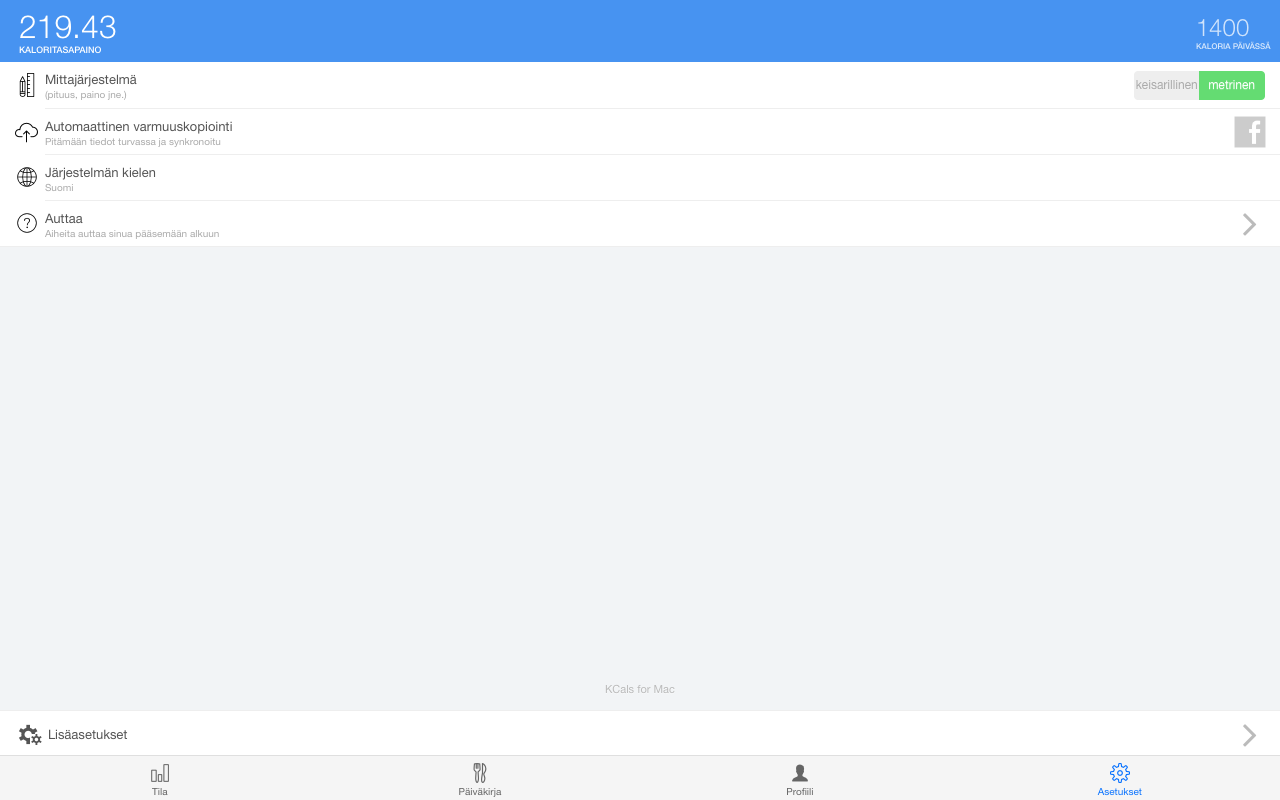 219.43
KALORITASAPAINO
1400
KALORIA PÄIVÄSSÄ
Mittajärjestelmä
(pituus, paino jne.)
keisarillinen metrinen
Automaattinen varmuuskopiointi
Pitämään tiedot turvassa ja synkronoitu
Järjestelmän kielen
Suomi
Auttaa
Aiheita auttaa sinua pääsemään alkuun
KCals for Mac
Lisäasetukset
Tila
Päiväkirja
Profiili
Asetukset